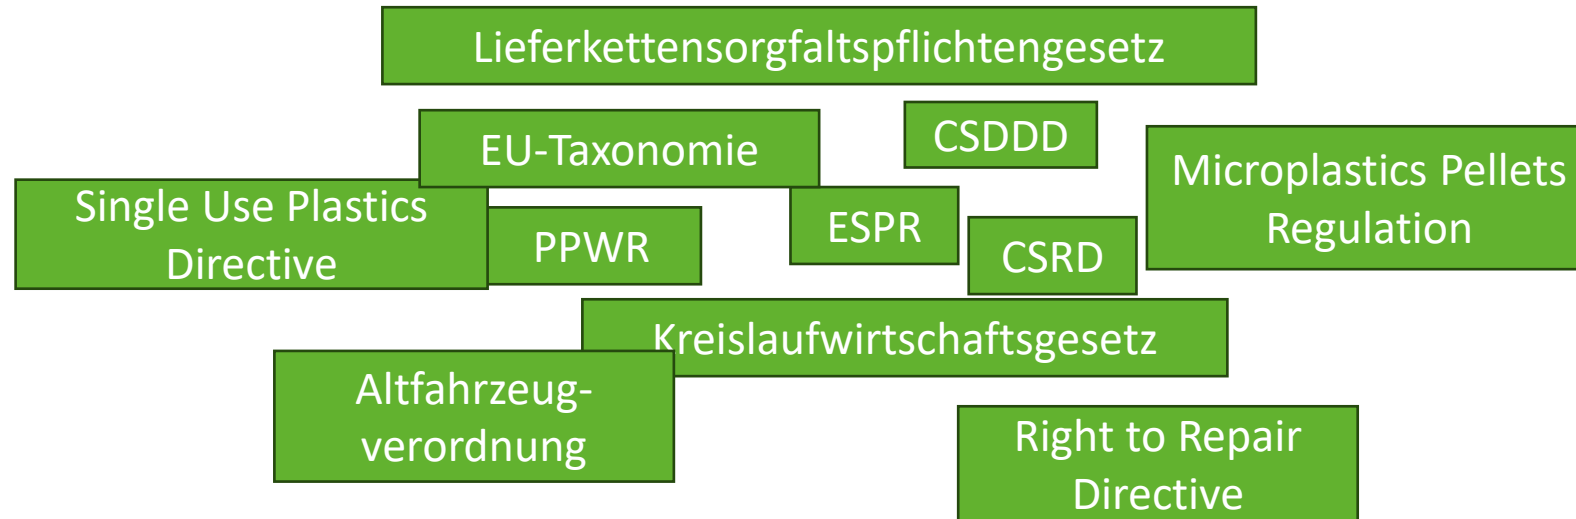 Lieferkettensorgfaltspflichtengesetz
EU-Taxonomie
CSDDD
Microplastics Pellets
Regulation
Single Use Plastics
Directive
PPWR
ESPR
CSRD
Kreislaufwirtschaftsgesetz
Altfahrzeug-
verordnung
Right to Repair
Directive